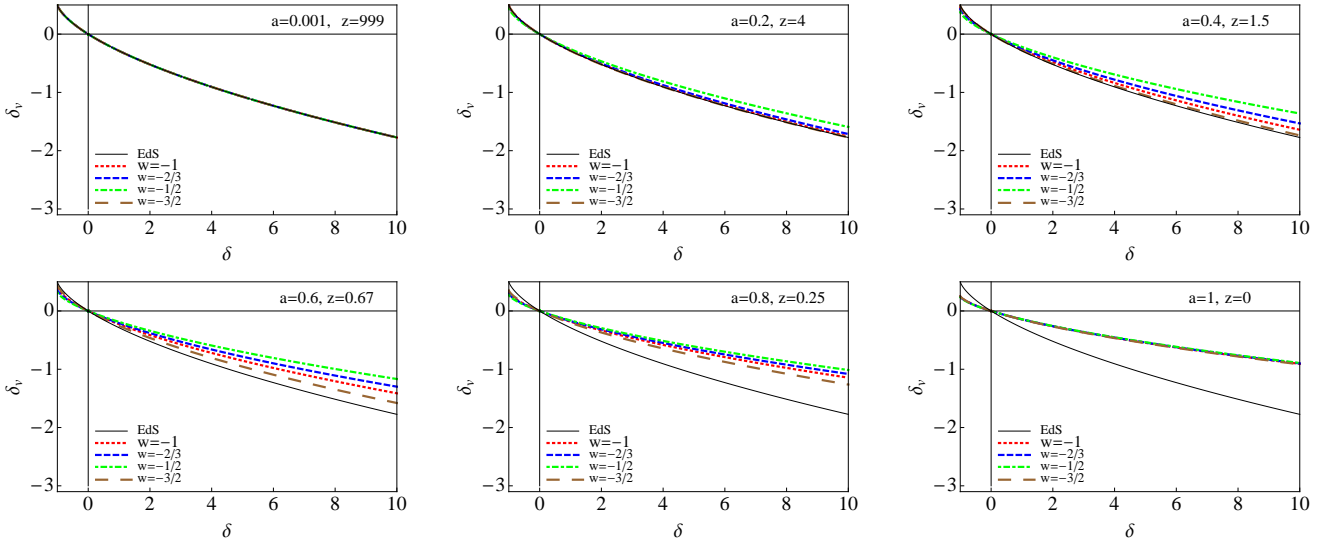 a=0.001, z=999
0
−1
−2
−3
δv
EdS
w=−1
w=−2/3
w=−1/2
w=−3/2
0 2 4 6 8 10
δ
a=0.2, z=4
0
−1
−2
−3
δv
EdS
w=−1
w=−2/3
w=−1/2
w=−3/2
0 2 4 6 8 10
δ
a=0.4, z=1.5
0
−1
−2
−3
δv
EdS
w=−1
w=−2/3
w=−1/2
w=−3/2
0 2 4 6 8 10
δ
a=0.6, z=0.67
0
−1
−2
−3
δv
EdS
w=−1
w=−2/3
w=−1/2
w=−3/2
0 2 4 6 8 10
δ
a=0.8, z=0.25
0
−1
−2
−3
δv
EdS
w=−1
w=−2/3
w=−1/2
w=−3/2
0 2 4 6 8 10
δ
a=1, z=0
0
−1
−2
−3
δv
EdS
w=−1
w=−2/3
w=−1/2
w=−3/2
0 2 4 6 8 10
δ